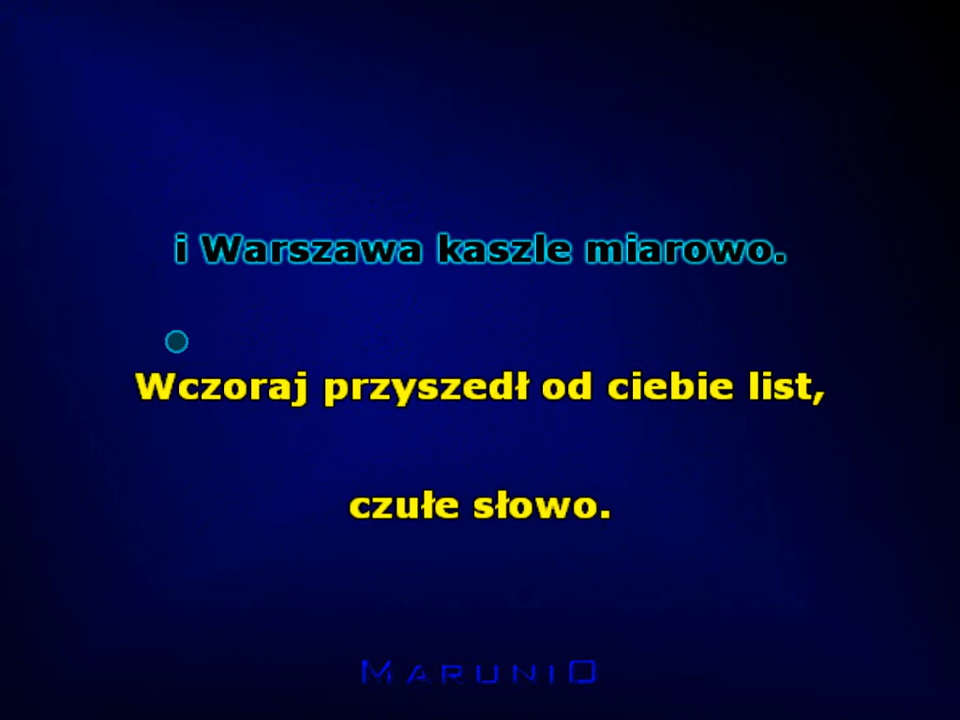 i Warszawa kaszle miarowo.
Wczoraj przyszedł od ciebie list,
czułe słowo.
MARUNIO